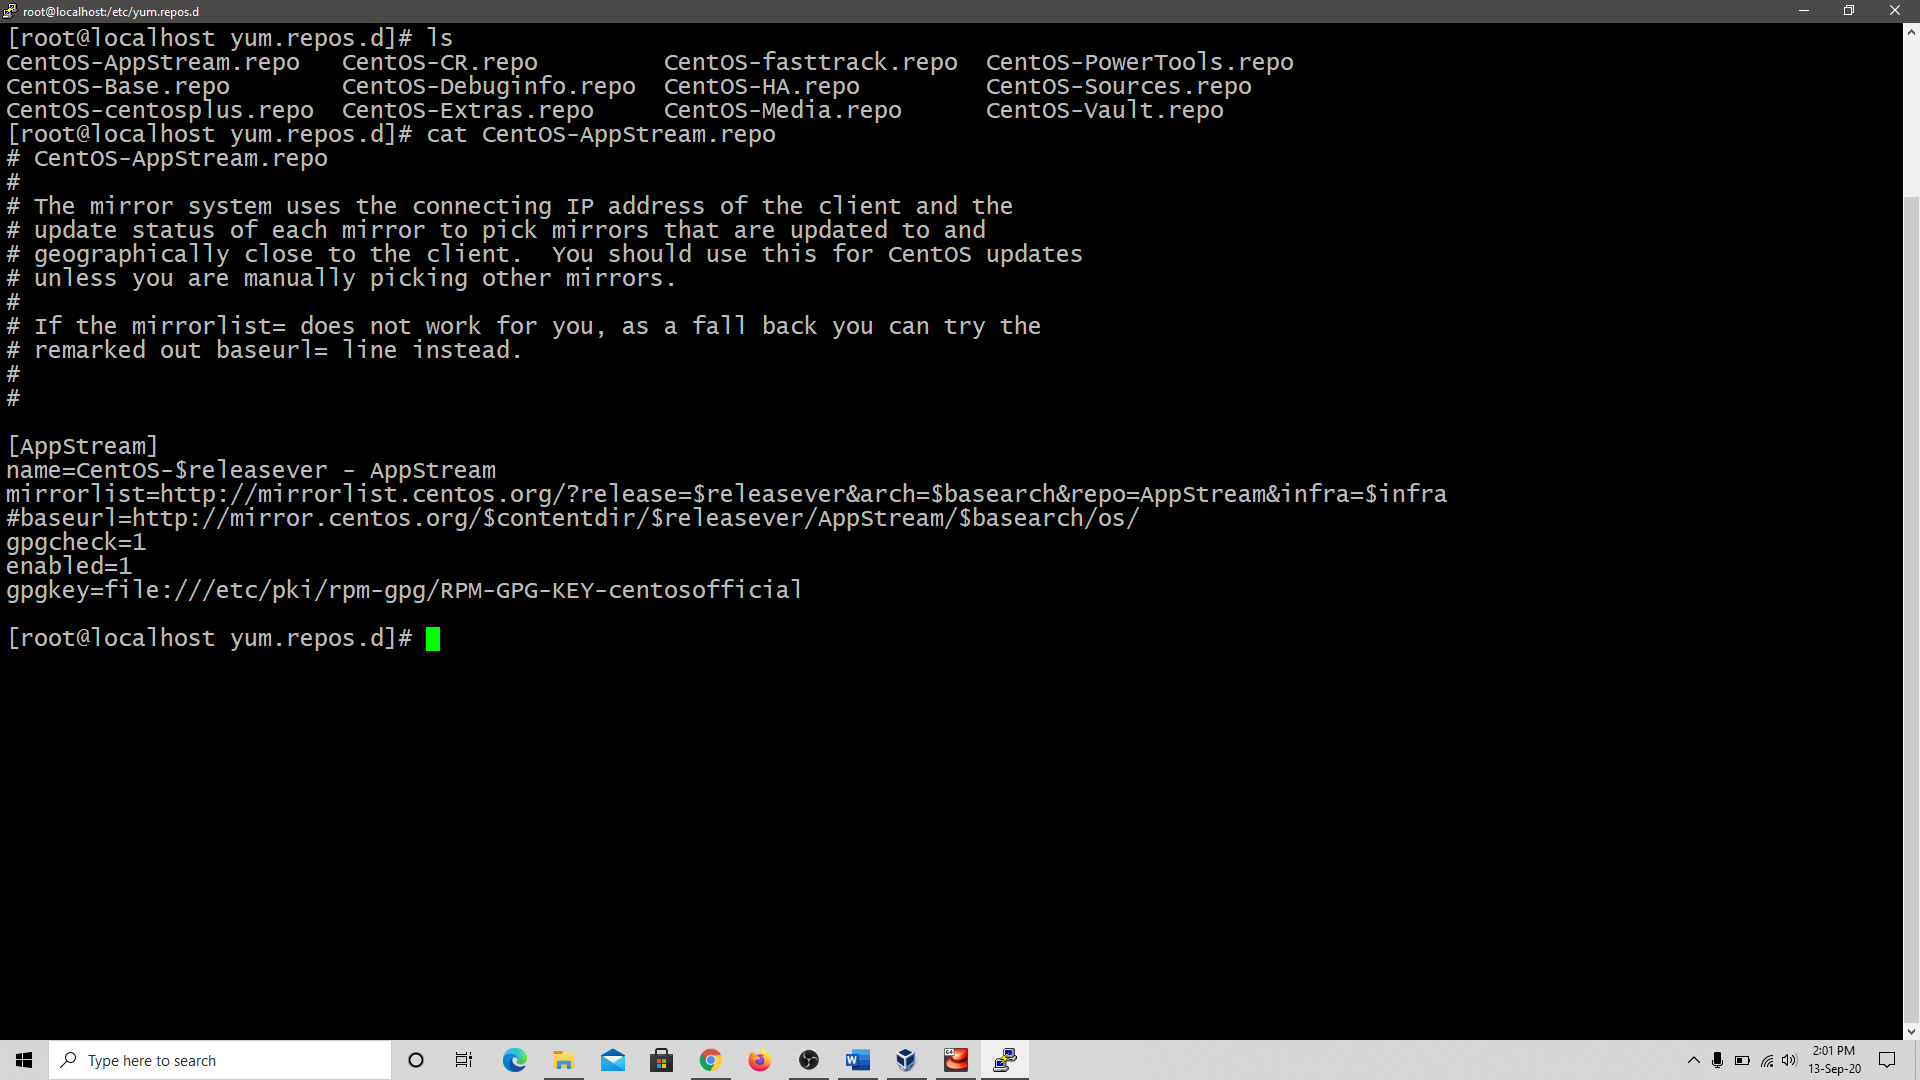 root@localhost:/etc/yum.repos.d
[root@localhost yum.repos.d]# ls
CentOS-AppStream.repo   CentOS-CR.repo         CentOS-fasttrack.repo  CentOS-PowerTools.repo
CentOS-Base.repo        CentOS-Debuginfo.repo  CentOS-HA.repo         CentOS-Sources.repo
CentOS-centosplus.repo  CentOS-Extras.repo     CentOS-Media.repo      CentOS-Vault.repo
[root@localhost yum.repos.d]# cat CentOS-AppStream.repo
# CentOS-AppStream.repo
#
# The mirror system uses the connecting IP address of the client and the
# update status of each mirror to pick mirrors that are updated to and
# geographically close to the client.  You should use this for CentOS updates
# unless you are manually picking other mirrors.
#
# If the mirrorlist= does not work for you, as a fall back you can try the
# remarked out baseurl= line instead.
#
#
[AppStream]
name=CentOS-$releasever - AppStream
mirrorlist=http://mirrorlist.centos.org/?release=$releasever&arch=$basearch&repo=AppStream&infra=$infra
#baseurl=http://mirror.centos.org/$contentdir/$releasever/AppStream/$basearch/os/
gpgcheck=1
enabled=1
gpgkey=file:///etc/pki/rpm-gpg/RPM-GPG-KEY-centosofficial
[root@localhost yum.repos.d]#
Type here to search
2:01 PM
13-Sep-20